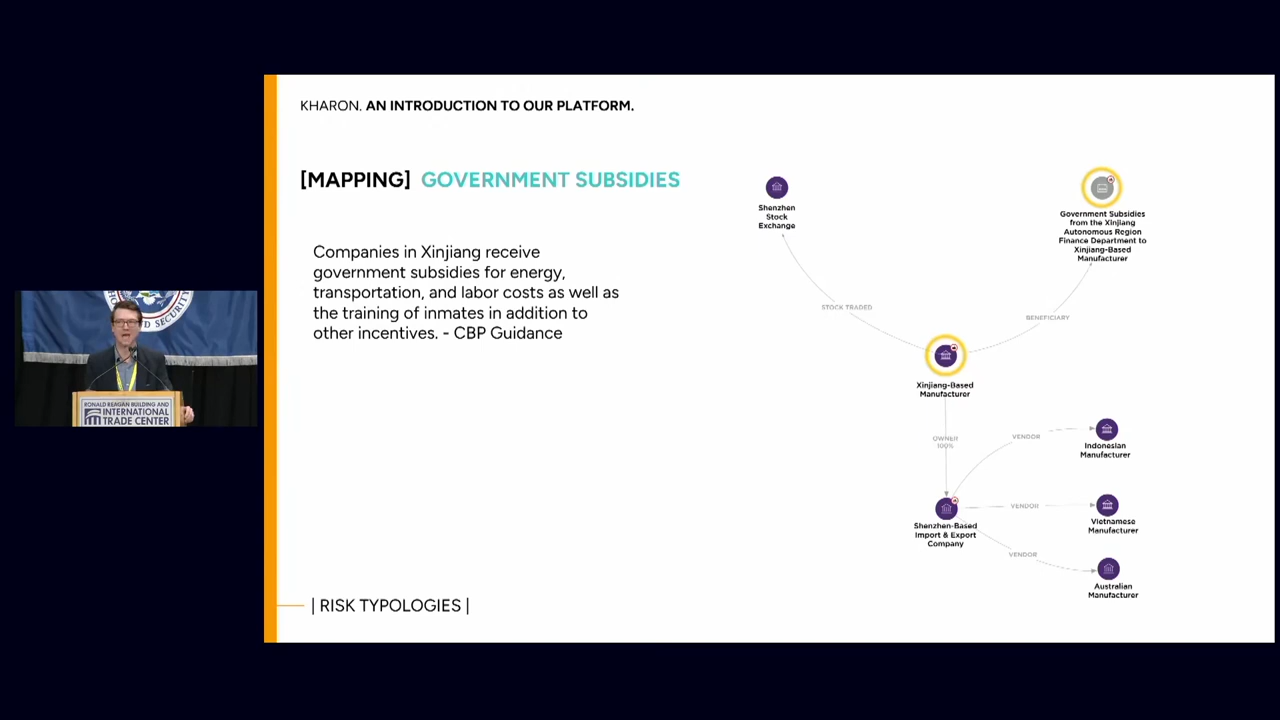 KHARON. AN INTRODUCTION TO OUR PLATFORM.
[MAPPING] GOVERNMENT SUBSIDIES
Companies in Xinjiang receive
government subsidies for energy,
transportation, and labor costs as well as
the training of inmates in addition to
other incentives. - CBP Guidance
Shenzhen
Stock
Exchange
Government Subsidies
from the Xinjiang
Autonomous Region
Finance Department to
Xinjiang-Based
Manufacturer
STOCK TRADED
BENEFICIARY
Xinjiang-Based
Manufacturer
OWNER
100%
VENDOR
Indonesian
Manufacturer
Shenzhen-Based
Import & Export
Company
VENDOR
Vietnamese
Manufacturer
VENDOR
Australian
Manufacturer
| RISK TYPOLOGIES |
RONALD REAGAN BUILDING AND
INTERNATIONAL
TRADE CENTER